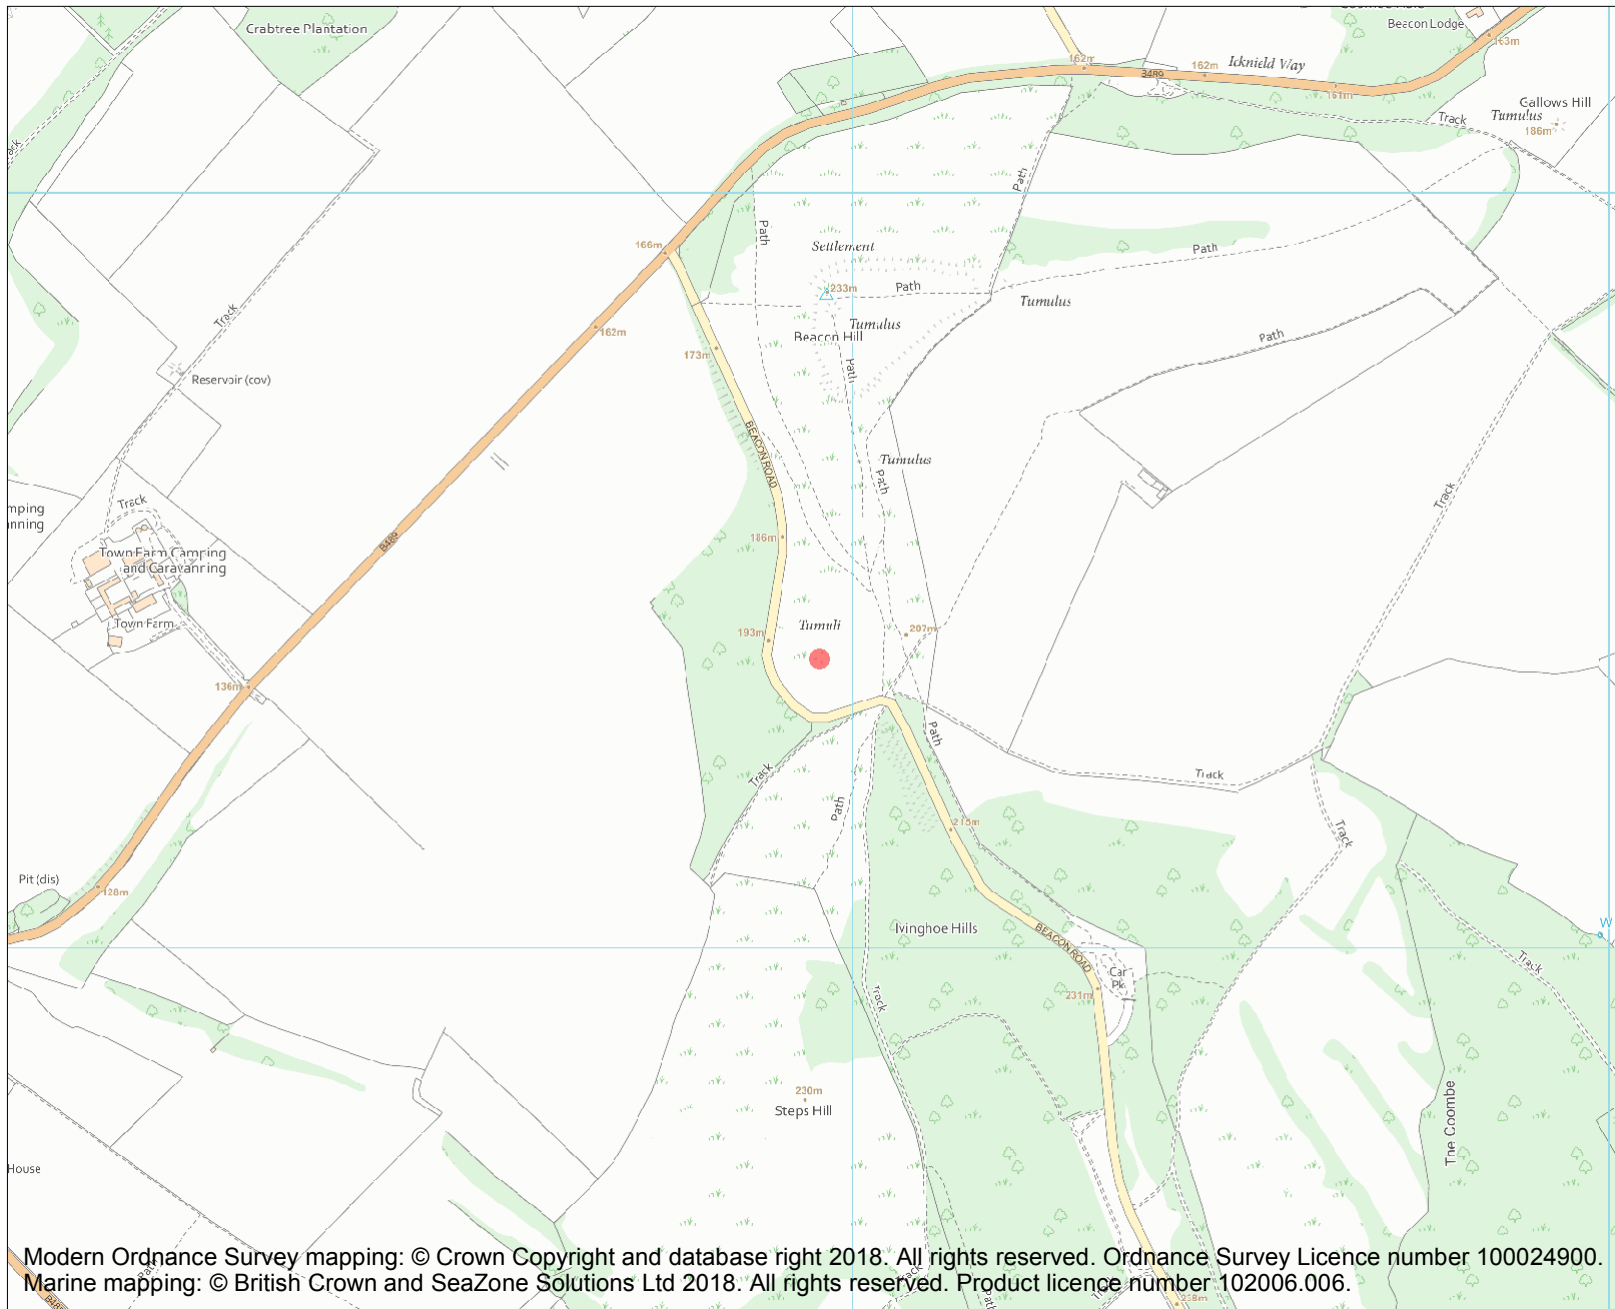 Crabtree Plantation
Beacon Lodge
163m
162m
162m
Icknield Way
B489
161m
Gallows Hill
Tumulus
186m
Track
Path
Path
166m
Settlement
Path
233m
Path
Tumulus
Track
162m
Tumulus
Beacon Hill
173m
Path
Path
Reservoir (cov)
BEACON ROAD
Tumulus
Path
Track
Track
B489
186m
Town Farm Camping
and Caravanning
Town Farm
193m
Tumuli
207m
136m
Path
Track
Track
Path
215m
Track
Pit (dis)
128m
Ivinghoe Hills
BEACON ROAD
W
Car
Pk
Track
231m
Track
230m
Steps Hill
The Coombe
House
Path
Track
Track
Path
238m
Modern Ordnance Survey mapping: © Crown Copyright and database right 2018. All rights reserved. Ordnance Survey Licence number 100024900.
Marine mapping: © British Crown and SeaZone Solutions Ltd 2018. All rights reserved. Product licence number 102006.006.